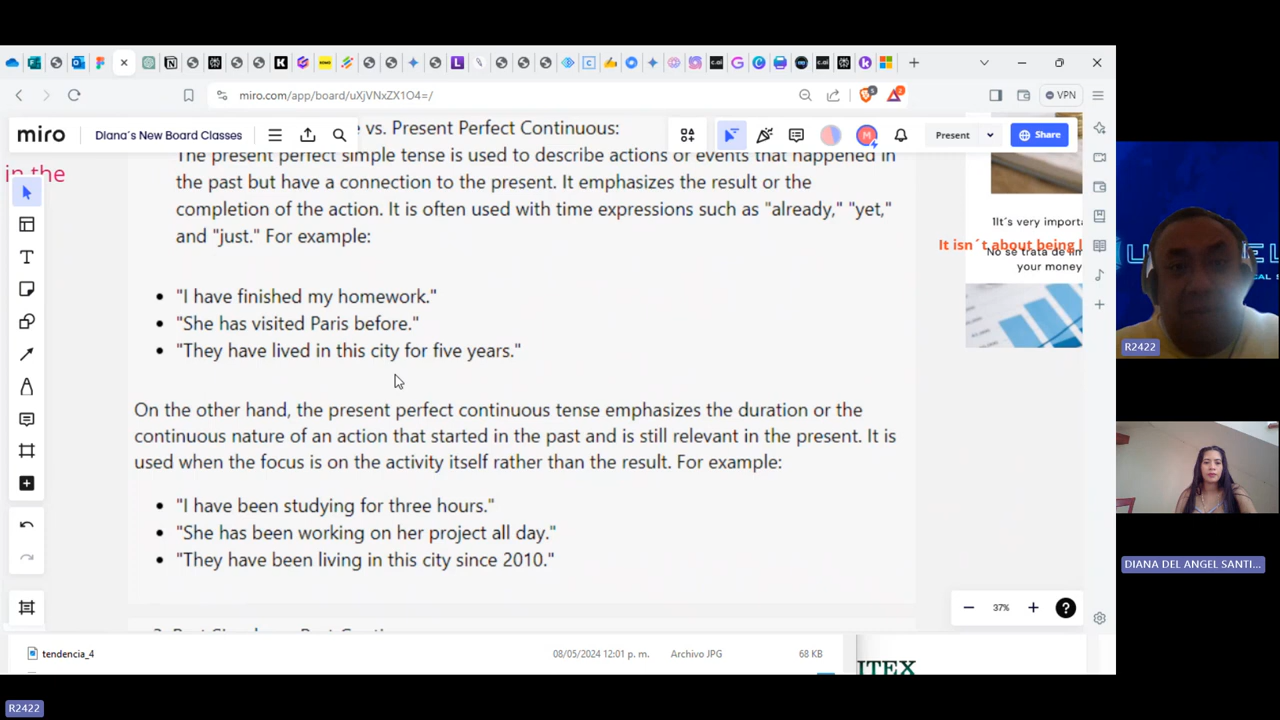 miro.com/app/board/uXjVNxZX1O4=/
VPN
miro
DIana's New Board Classes
Present
Share
e vs. Present Perfect Continuous:
in the
The present perfect simple tense is used to describe actions or events that happened in
the past but have a connection to the present. It emphasizes the result or the
completion of the action. It is often used with time expressions such as "already," "yet,"
and "just." For example:
1It´s very importa
It isn´t about being l
No se trata de lim
your money
• "I have finished my homework."
• "She has visited Paris before."
• "They have lived in this city for five years."
On the other hand, the present perfect continuous tense emphasizes the duration or the
continuous nature of an action that started in the past and is still relevant in the present. It is
used when the focus is on the activity itself rather than the result. For example:
• "I have been studying for three hours."
• "She has been working on her project all day."
• "They have been living in this city since 2010."
37%
tendencia_4
08/05/2024 12:01 p. m.
Archivo JPG
68 KB
ITEX
R2422
DIANA DEL ANGEL SANTI...
R2422